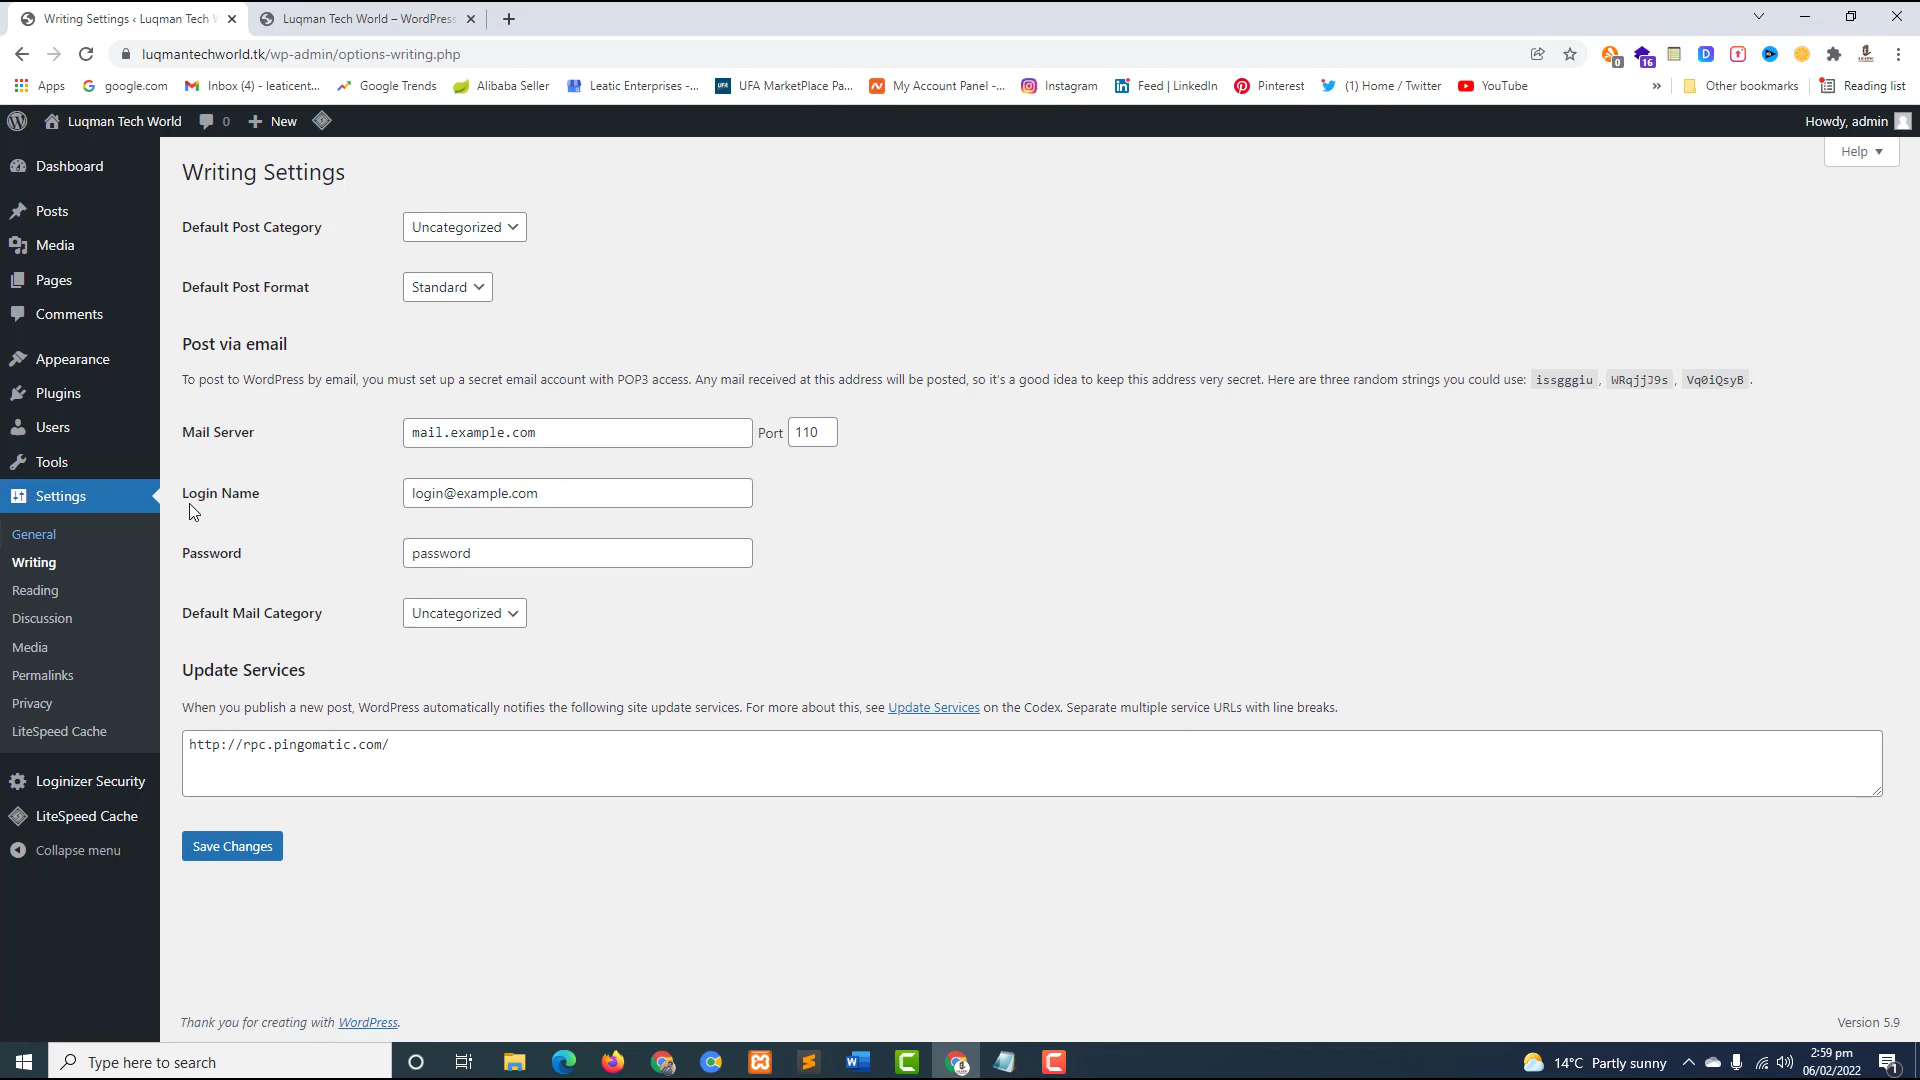 Writing Settings ‹ Luqman Tech W
Luqman Tech World – WordPress
luqmantechworld.tk/wp-admin/options-writing.php
0
16
Apps
google.com
Inbox (4) - leaticent...
Google Trends
Alibaba Seller
Leatic Enterprises -...
UFA MarketPlace Pa...
My Account Panel -...
Instagram
Feed | LinkedIn
Pinterest
(1) Home / Twitter
YouTube
»
Other bookmarks
Reading list
Luqman Tech World
0
New
Howdy, admin
Help
Dashboard
Posts
Media
Pages
Comments
Appearance
Plugins
Users
Tools
Settings
General
Writing
Reading
Discussion
Media
Permalinks
Privacy
LiteSpeed Cache
Loginizer Security
LiteSpeed Cache
Collapse menu
Writing Settings
Default Post Category
Uncategorized
Default Post Format
Standard
Post via email
To post to WordPress by email, you must set up a secret email account with POP3 access. Any mail received at this address will be posted, so it’s a good idea to keep this address very secret. Here are three random strings you could use: issgggiu, WRqjjJ9s, Vq0iQsyB.
Mail Server
mail.example.com
Port
110
Login Name
login@example.com
Password
password
Default Mail Category
Uncategorized
Update Services
When you publish a new post, WordPress automatically notifies the following site update services. For more about this, see Update Services on the Codex. Separate multiple service URLs with line breaks.
http://rpc.pingomatic.com/
Save Changes
Thank you for creating with WordPress.
Version 5.9
Type here to search
14°C Partly sunny
2:59 pm
06/02/2022
1